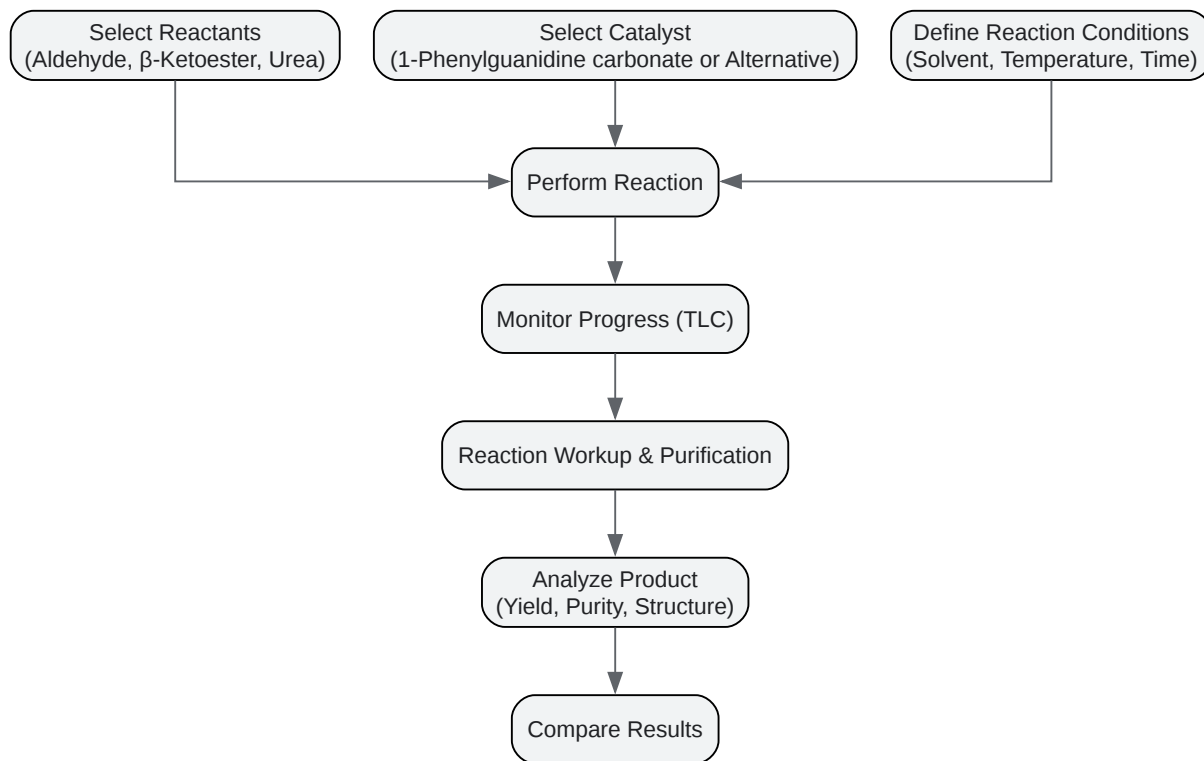 Select Reactants
(Aldehyde, β-Ketoester, Urea)
Select Catalyst
(1-Phenylguanidine carbonate or Alternative)
Define Reaction Conditions
(Solvent, Temperature, Time)
Perform Reaction
Monitor Progress (TLC)
Reaction Workup & Purification
Analyze Product
(Yield, Purity, Structure)
Compare Results